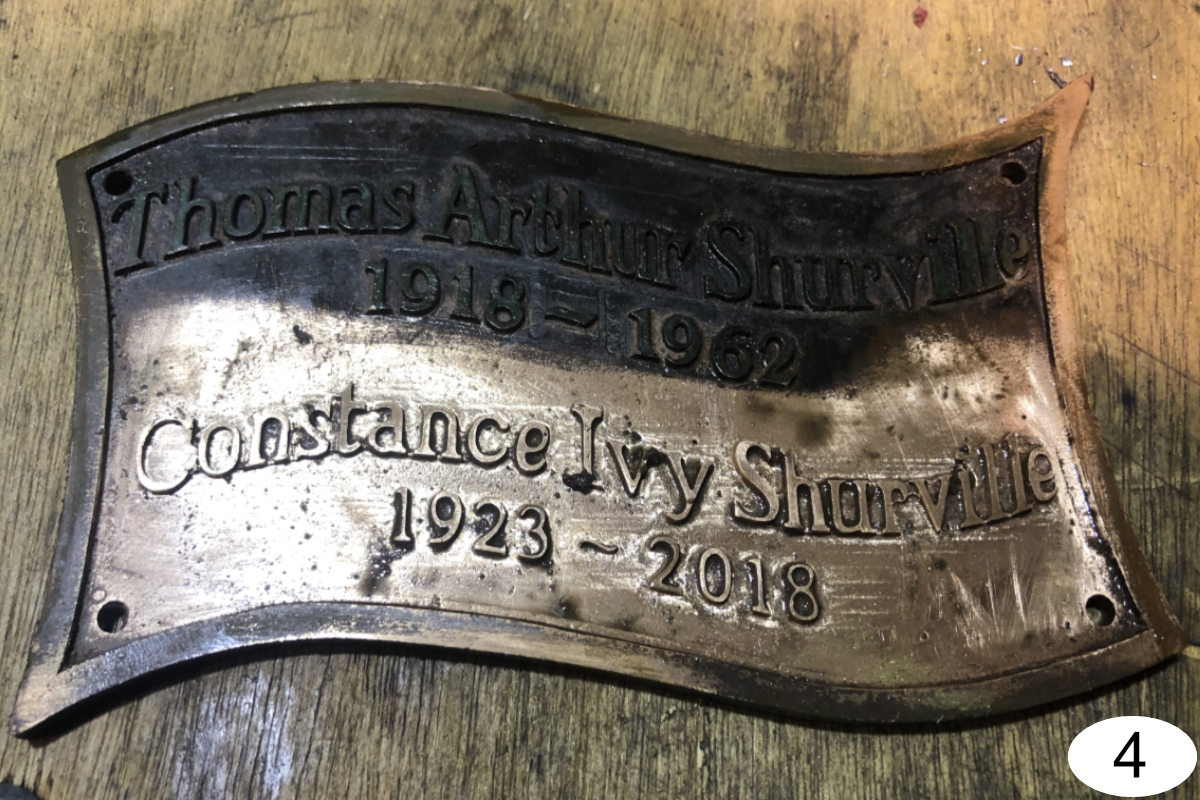 Thomas Arthur Shurville
1918 ~ 1962
Constance Ivy Shurville
1923 ~ 2018
4